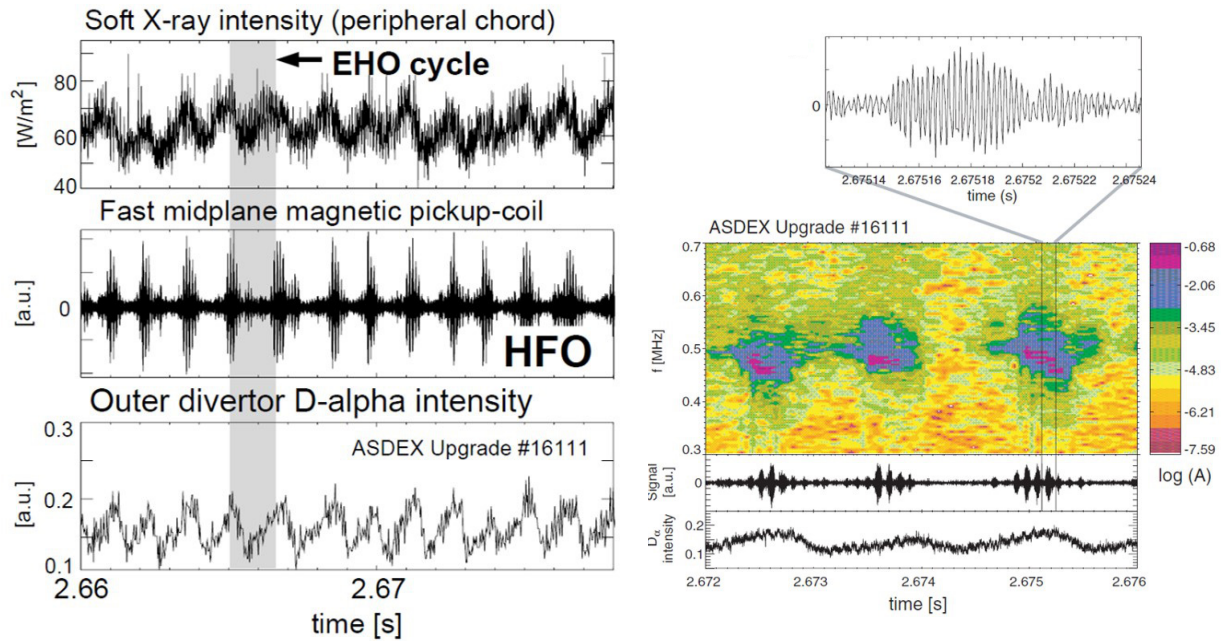 Soft X-ray intensity (peripheral chord)
80
60
40
[W/m²]
EHO cycle
Fast midplane magnetic pickup-coil
0
[a.u.]
HFO
Outer divertor D-alpha intensity
0.3
0.2
0.1
[a.u.]
ASDEX Upgrade #16111
2.66
2.67
time [s]
0
2.67514 2.67516 2.67518 2.6752 2.67522 2.67524
time (s)
ASDEX Upgrade #16111
0.7
0.6
0.5
0.4
0.3
f [MHz]
-0.68
-2.06
-3.45
-4.83
-6.21
-7.59
log (A)
Signal
[a.u.]
0
Dα
intensity
0.2
0.1
2.672 2.673 2.674 2.675 2.676
time [s]